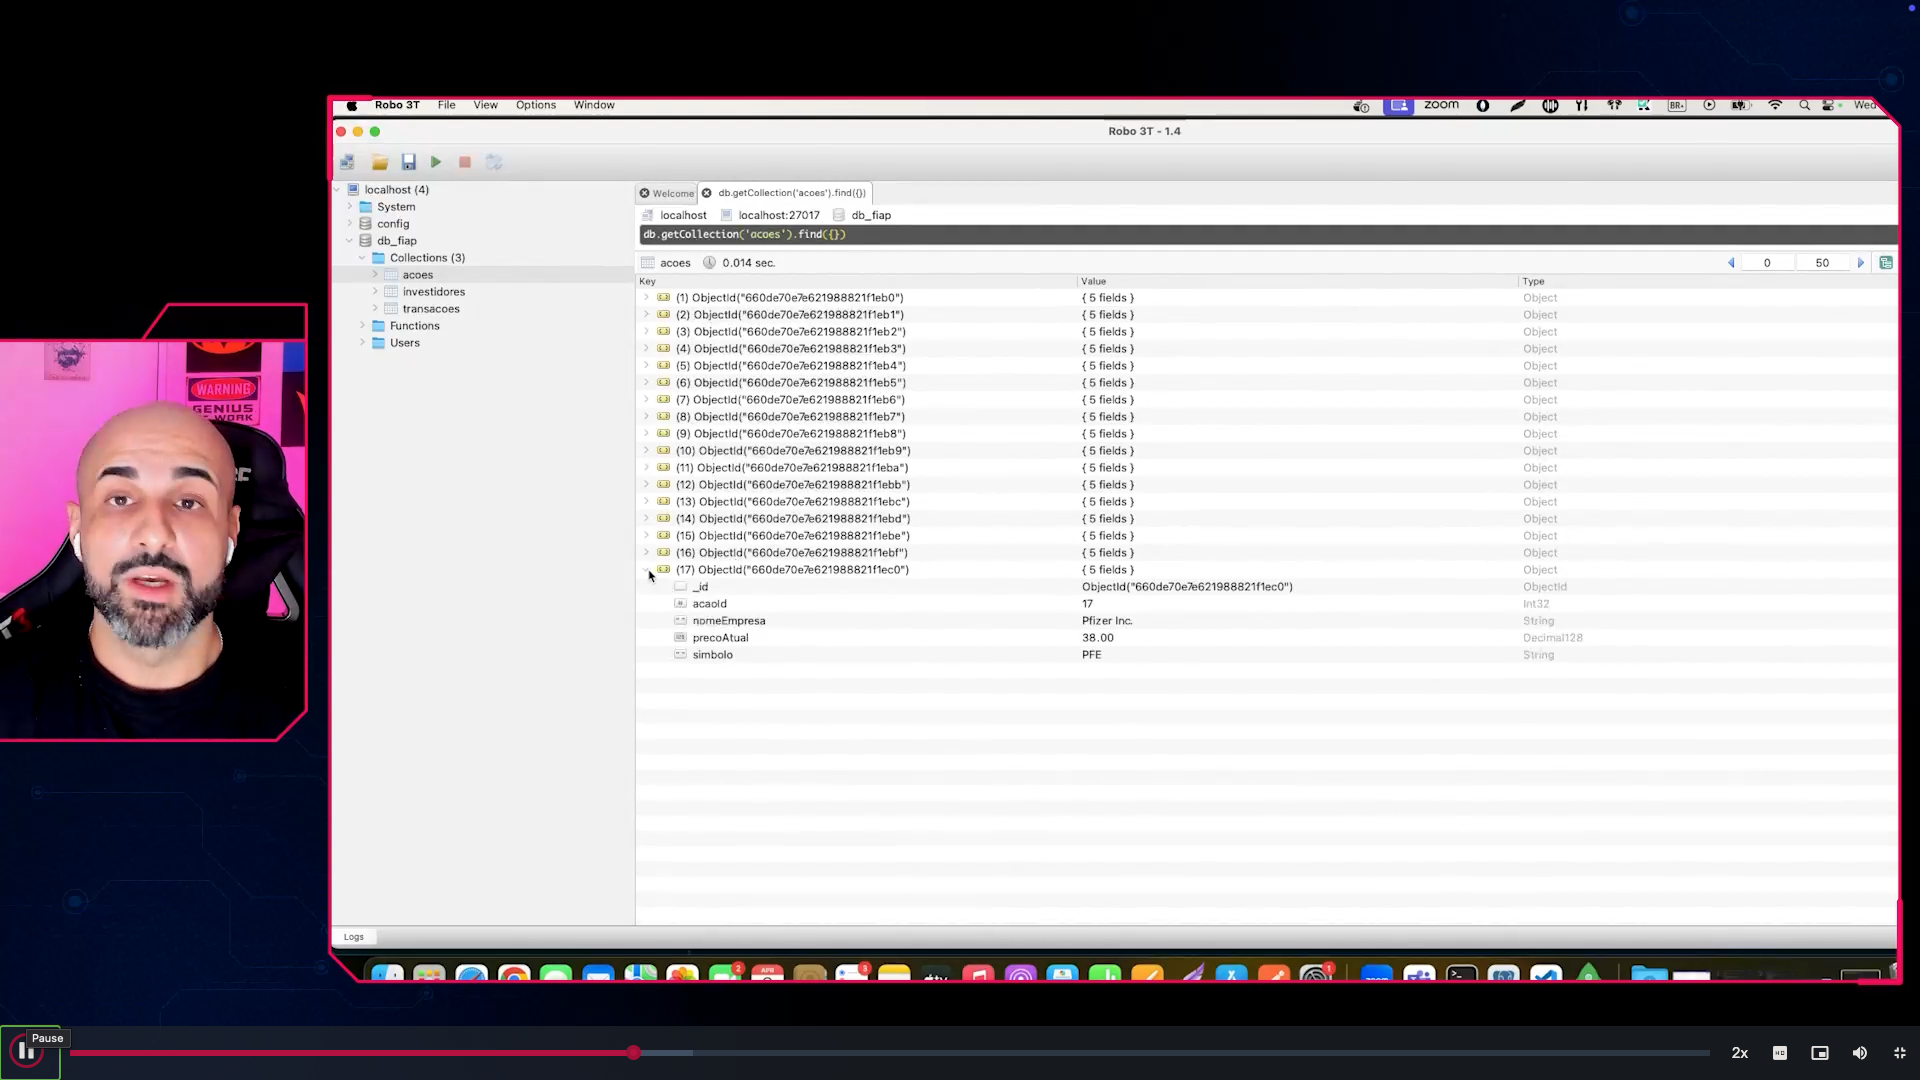 Robo 3T File View Options Window
zoom BR Wed
Robo 3T - 1.4
localhost (4)
System
config
db_fiap
Collections (3)
acoes
investidores
transacoes
Functions
Users
Welcome db.getCollection('acoes').find({})
localhost localhost:27017 db_fiap
db.getCollection('acoes').find({})
acoes 0.014 sec. 0 50
Key Value Type
(1) ObjectId("660de70e7e621988821f1eb0") { 5 fields } Object
(2) ObjectId("660de70e7e621988821f1eb1") { 5 fields } Object
(3) ObjectId("660de70e7e621988821f1eb2") { 5 fields } Object
(4) ObjectId("660de70e7e621988821f1eb3") { 5 fields } Object
(5) ObjectId("660de70e7e621988821f1eb4") { 5 fields } Object
(6) ObjectId("660de70e7e621988821f1eb5") { 5 fields } Object
(7) ObjectId("660de70e7e621988821f1eb6") { 5 fields } Object
(8) ObjectId("660de70e7e621988821f1eb7") { 5 fields } Object
(9) ObjectId("660de70e7e621988821f1eb8") { 5 fields } Object
(10) ObjectId("660de70e7e621988821f1eb9") { 5 fields } Object
(11) ObjectId("660de70e7e621988821f1eba") { 5 fields } Object
(12) ObjectId("660de70e7e621988821f1ebb") { 5 fields } Object
(13) ObjectId("660de70e7e621988821f1ebc") { 5 fields } Object
(14) ObjectId("660de70e7e621988821f1ebd") { 5 fields } Object
(15) ObjectId("660de70e7e621988821f1ebe") { 5 fields } Object
(16) ObjectId("660de70e7e621988821f1ebf") { 5 fields } Object
(17) ObjectId("660de70e7e621988821f1ec0") { 5 fields } Object
_id ObjectId("660de70e7e621988821f1ec0") ObjectId
acaoId 17 Int32
nomeEmpresa Pfizer Inc. String
precoAtual 38.00 Decimal128
simbolo PFE String
Logs
WARNING
GENIUS
WORK
2 APR 3 1
Pause
2x HD